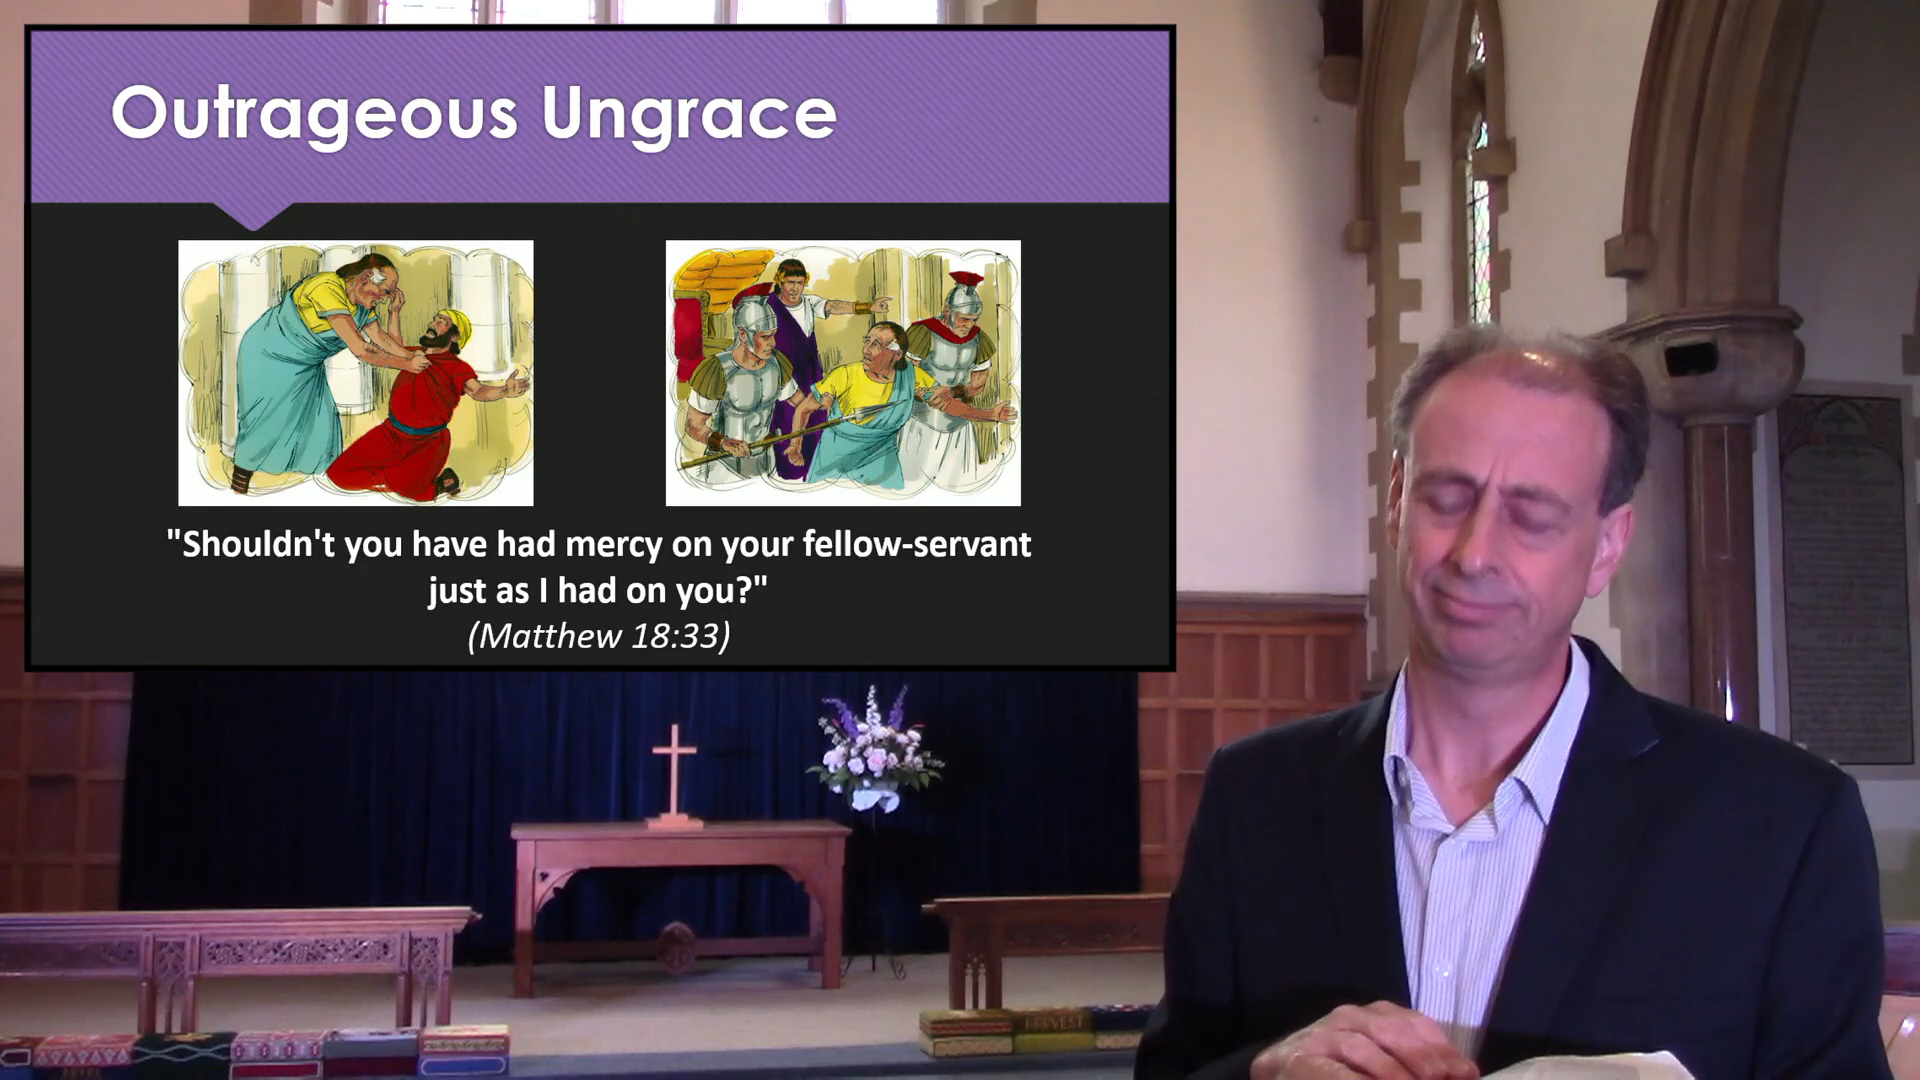 Outrageous Ungrace
"Shouldn't you have had mercy on your fellow-servant
just as I had on you?"
(Matthew 18:33)
HARVEST